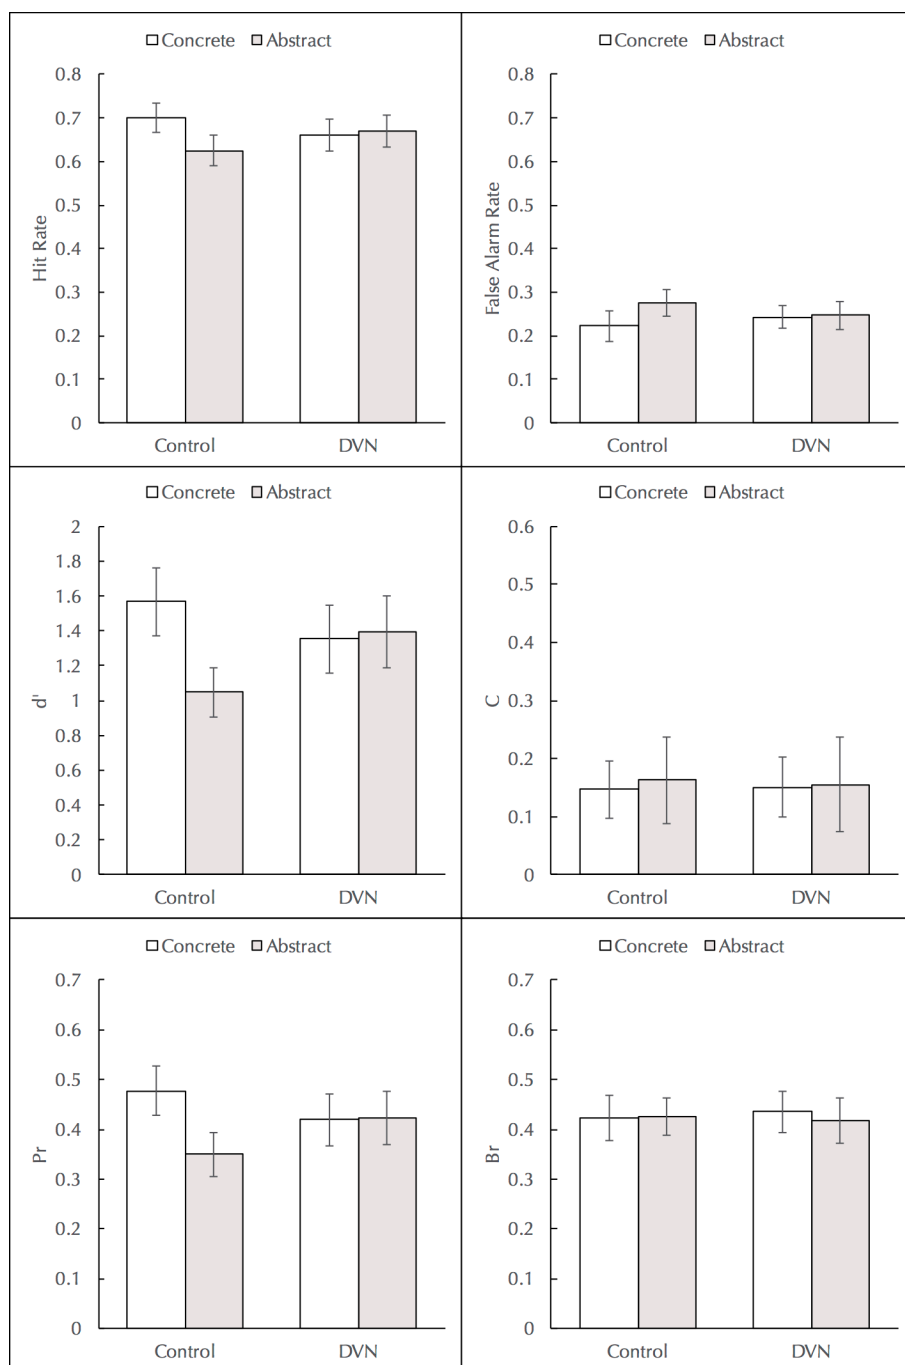 Concrete Abstract
0.8
0.7
0.6
0.5
0.4
0.3
0.2
0.1
0
Hit Rate
Control DVN
Concrete Abstract
0.8
0.7
0.6
0.5
0.4
0.3
0.2
0.1
0
False Alarm Rate
Control DVN
Concrete Abstract
2
1.8
1.6
1.4
1.2
1
0.8
0.6
0.4
0.2
0
d'
Control DVN
Concrete Abstract
0.6
0.5
0.4
0.3
0.2
0.1
0
C
Control DVN
Concrete Abstract
0.7
0.6
0.5
0.4
0.3
0.2
0.1
0
Pr
Control DVN
Concrete Abstract
0.7
0.6
0.5
0.4
0.3
0.2
0.1
0
Br
Control DVN